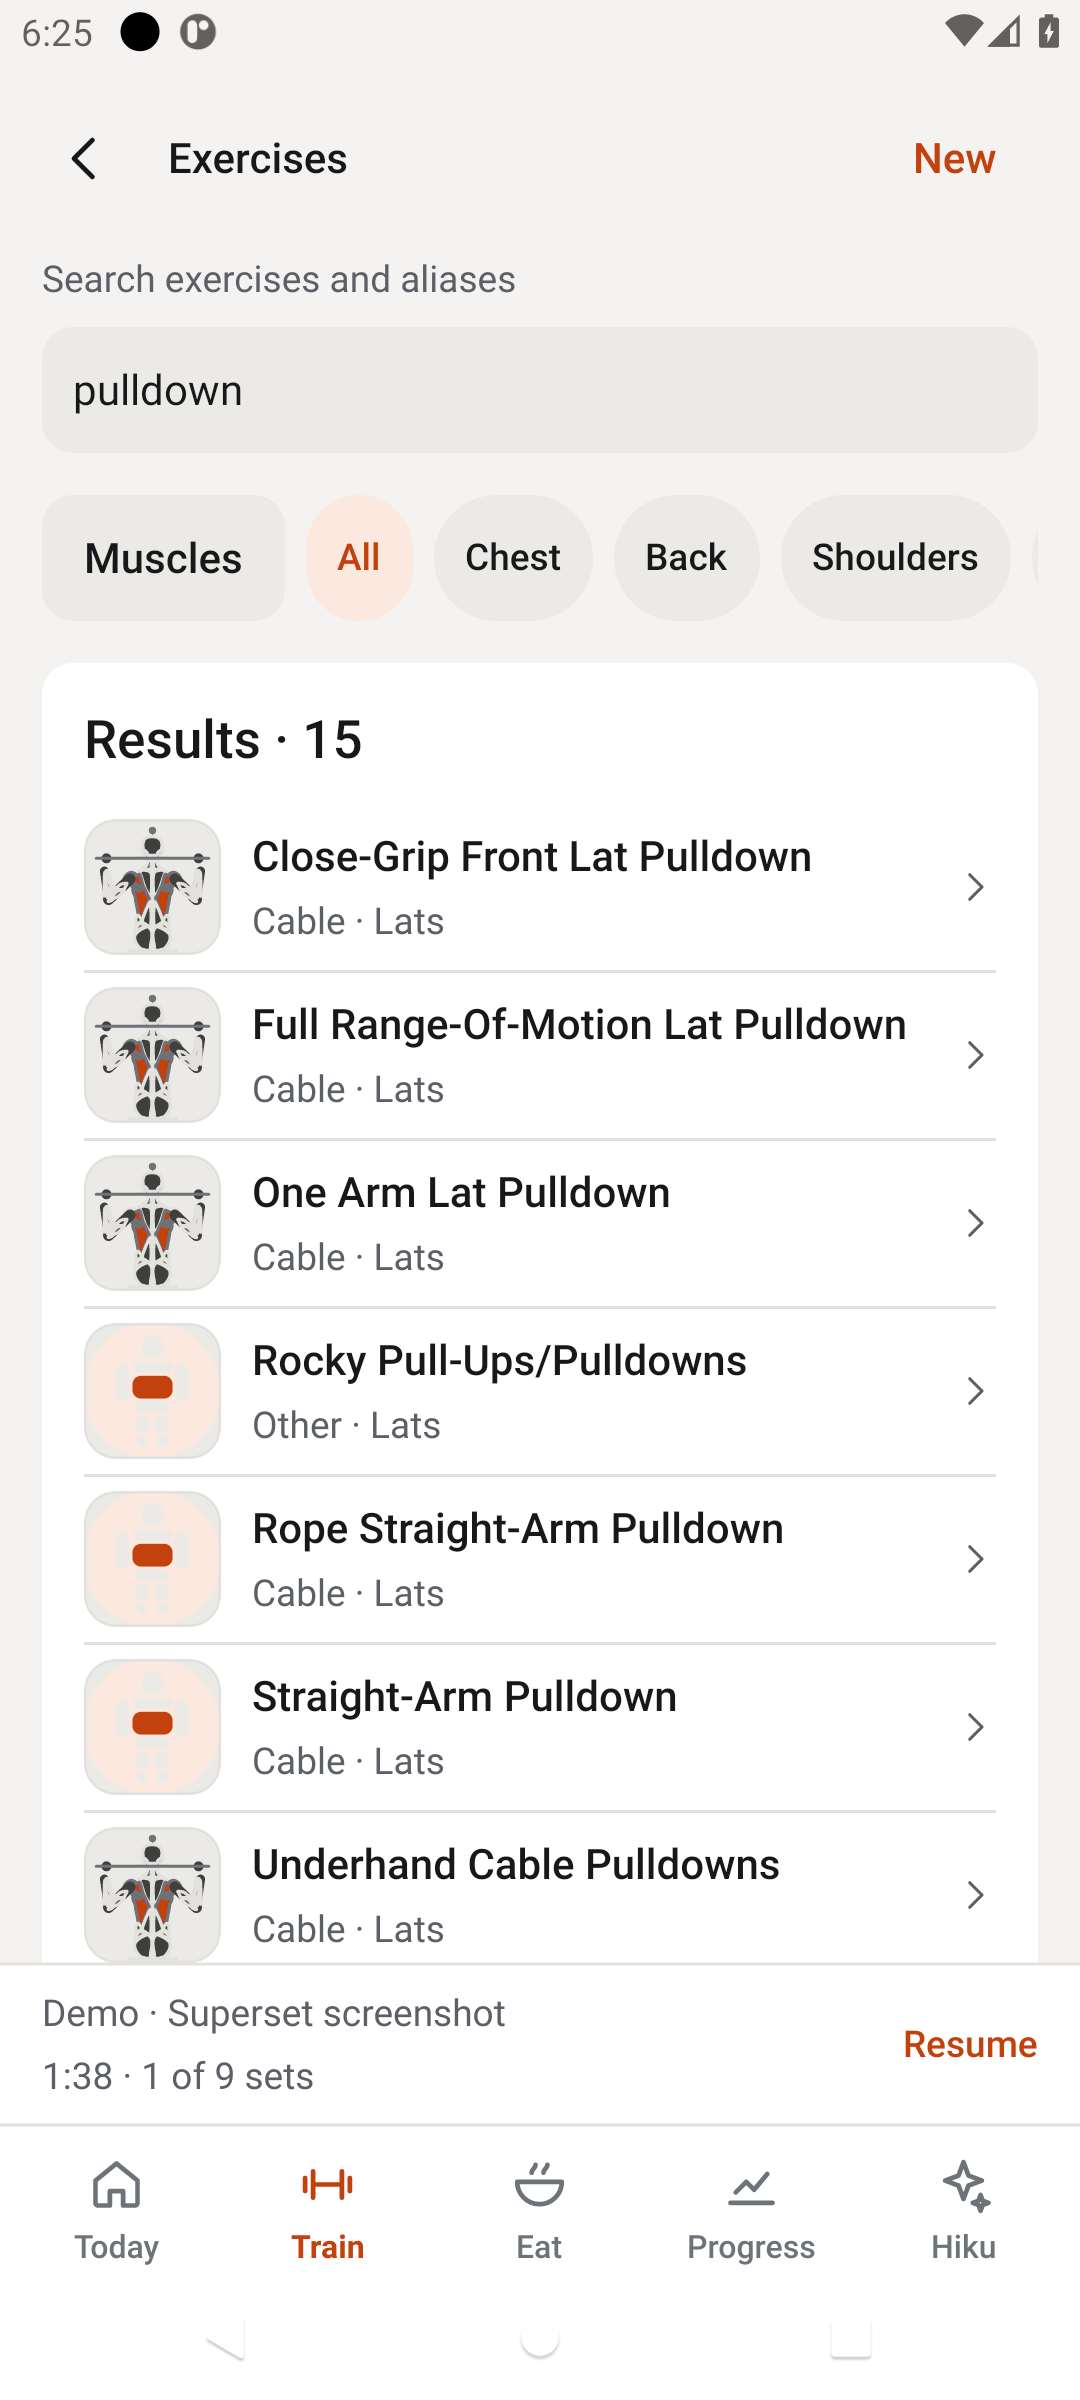 6:25
Exercises
New
Search exercises and aliases
pulldown
Muscles
All
Chest
Back
Shoulders
Results · 15
Close-Grip Front Lat Pulldown
Cable · Lats
Full Range-Of-Motion Lat Pulldown
Cable · Lats
One Arm Lat Pulldown
Cable · Lats
Rocky Pull-Ups/Pulldowns
Other · Lats
Rope Straight-Arm Pulldown
Cable · Lats
Straight-Arm Pulldown
Cable · Lats
Underhand Cable Pulldowns
Cable · Lats
Demo · Superset screenshot
1:38 · 1 of 9 sets
Resume
Today
Train
Eat
Progress
Hiku